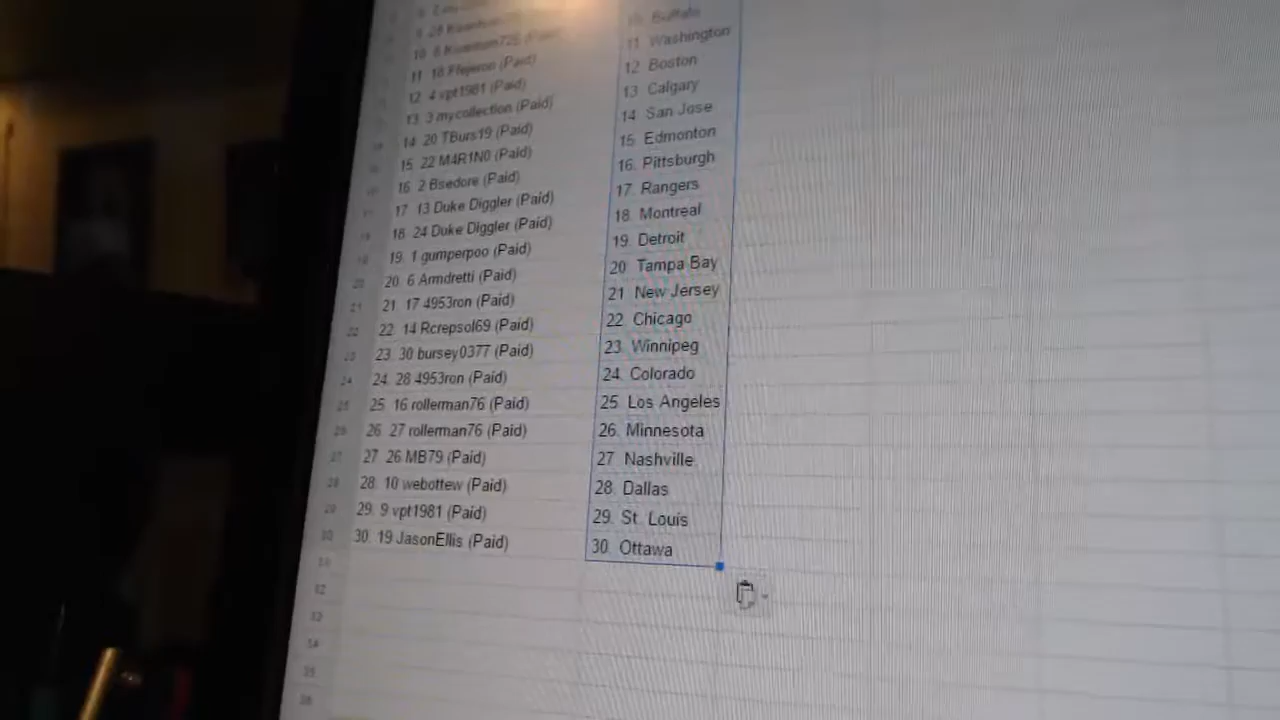 10. Buffalo
11. Washington
11 18 Ffejeron (Paid) 12 Boston
12 4 vpt1981 (Paid) 13 Calgary
13 3 mycollection (Paid) 14 San Jose
14 20 TBurs19 (Paid) 15 Edmonton
15 22 M4R1N0 (Paid) 16. Pittsburgh
16 2 Bsedore (Paid) 17 Rangers
17 13 Duke Diggler (Paid) 18 Montreal
18 24 Duke Diggler (Paid) 19. Detroit
19. 1 gumperpoo (Paid) 20 Tampa Bay
20 6 Armdretti (Paid) 21 New Jersey
21 17 4953ron (Paid) 22 Chicago
22 14 Rcrepsol69 (Paid) 23 Winnipeg
23. 30 bursey0377 (Paid) 24. Colorado
24. 28 4953ron (Paid) 25 Los Angeles
25 16 rollerman76 (Paid) 26. Minnesota
26 27 rollerman76 (Paid) 27 Nashville
27 26 MB79 (Paid) 28 Dallas
28. 10 webottew (Paid) 29. St. Louis
29. 9 vpt1981 (Paid) 30. Ottawa
30. 19 JasonEllis (Paid)